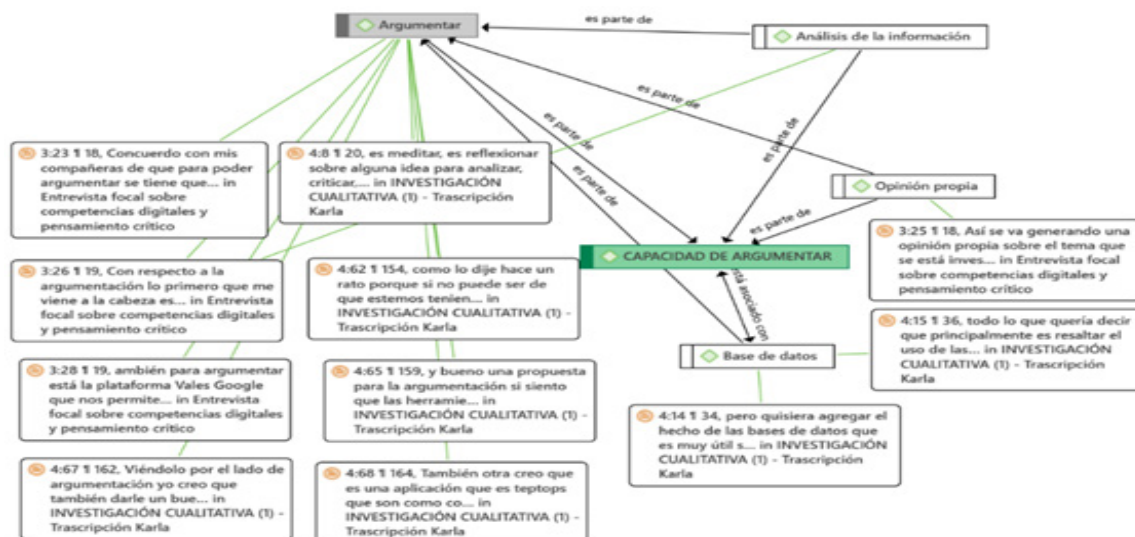 Argumentar
es parte de
Análisis de la información
es parte de
es parte de
es parte de
es parte de
3:23 ¶ 18, Concuerdo con mis
compañeras de que para poder
argumentar se tiene que... in
Entrevista focal sobre
competencias digitales y
pensamiento crítico
4:8 ¶ 20, es meditar, es reflexionar
sobre alguna idea para analizar,
criticar,... in INVESTIGACIÓN
CUALITATIVA (1) - Trascripción
Karla
Opinión propia
es parte de
3:25 ¶ 18, Así se va generando una
opinión propia sobre el tema que
se está inves... in Entrevista focal
sobre competencias digitales y
pensamiento crítico
CAPACIDAD DE ARGUMENTAR
3:26 ¶ 19, Con respecto a la
argumentación lo primero que me
viene a la cabeza es... in Entrevista
focal sobre competencias digitales
y pensamiento crítico
4:62 ¶ 154, como lo dije hace un
rato porque si no puede ser de
que estemos tenien... in
INVESTIGACIÓN CUALITATIVA (1) -
Trascripción Karla
está asociado con
Base de datos
4:15 ¶ 36, todo lo que quería decir
que principalmente es resaltar el
uso de las... in INVESTIGACIÓN
CUALITATIVA (1) - Trascripción
Karla
3:28 ¶ 19, ambién para argumentar
está la plataforma Vales Google
que nos permite... in Entrevista
focal sobre competencias digitales y
pensamiento crítico
4:65 ¶ 159, y bueno una propuesta
para la argumentación si siento
que las herramie... in
INVESTIGACIÓN CUALITATIVA (1) -
Trascripción Karla
4:14 ¶ 34, pero quisiera agregar el
hecho de las bases de datos que
es muy útil s... in INVESTIGACIÓN
CUALITATIVA (1) - Trascripción
Karla
4:67 ¶ 162, Viéndolo por el lado de
argumentación yo creo que
también darle un bue... in
INVESTIGACIÓN CUALITATIVA (1) -
Trascripción Karla
4:68 ¶ 164, También otra creo que
es una aplicación que es teptops
que son como co... in
INVESTIGACIÓN CUALITATIVA (1) -
Trascripción Karla